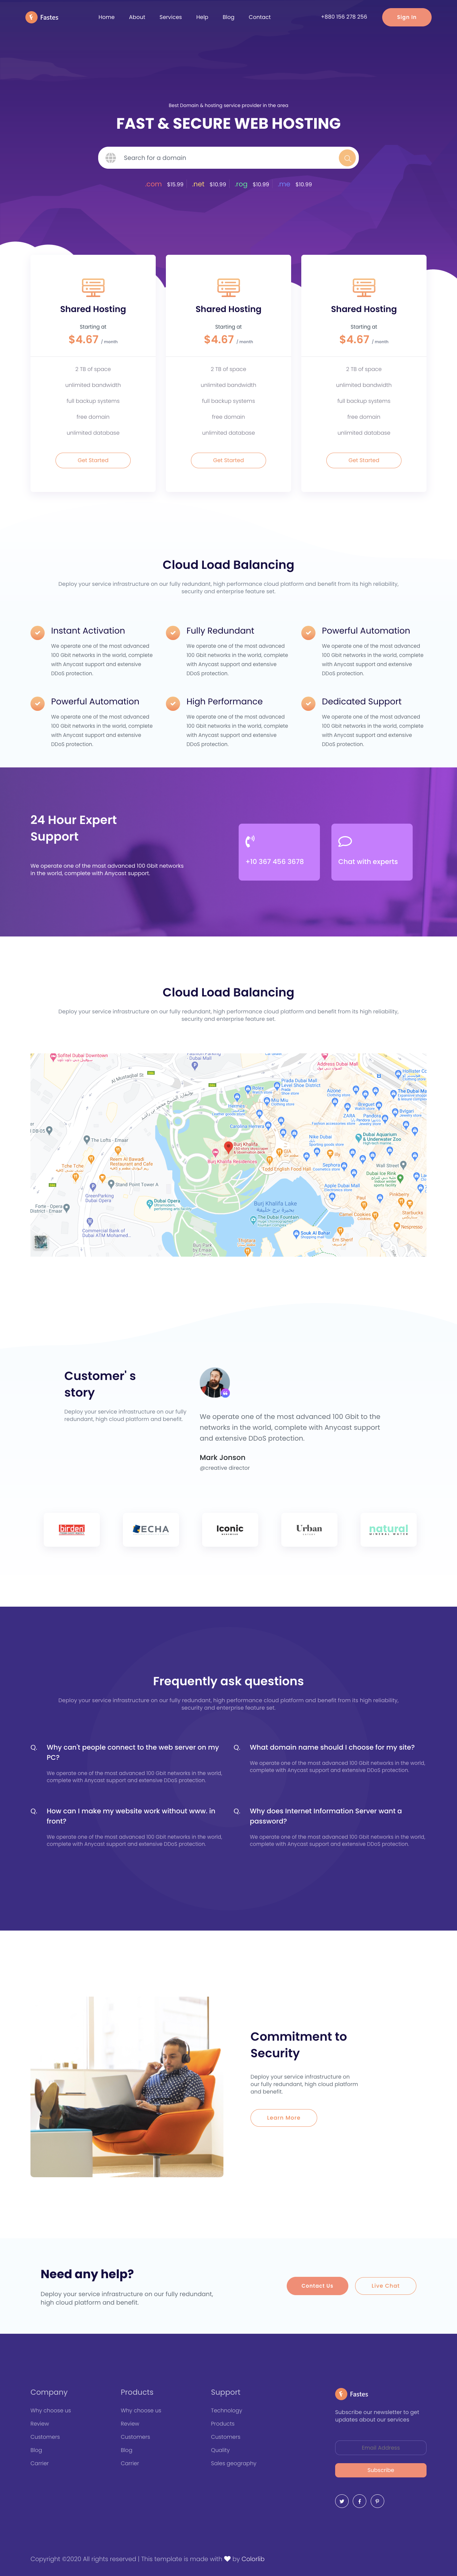 Fastes
Home About Services Help Blog Contact
+880 156 278 256
Sign In
Best Domain & hosting service provider in the area
FAST & SECURE WEB HOSTING
Search for a domain
.com $15.99 .net $10.99 .rog $10.99 .me $10.99
Shared Hosting
Starting at
$4.67 / month
2 TB of space
unlimited bandwidth
full backup systems
free domain
unlimited database
Get Started
Shared Hosting
Starting at
$4.67 / month
2 TB of space
unlimited bandwidth
full backup systems
free domain
unlimited database
Get Started
Shared Hosting
Starting at
$4.67 / month
2 TB of space
unlimited bandwidth
full backup systems
free domain
unlimited database
Get Started
Cloud Load Balancing
Deploy your service infrastructure on our fully redundant, high performance cloud platform and benefit from its high reliability,
security and enterprise feature set.
Instant Activation
We operate one of the most advanced
100 Gbit networks in the world, complete
with Anycast support and extensive
DDoS protection.
Fully Redundant
We operate one of the most advanced
100 Gbit networks in the world, complete
with Anycast support and extensive
DDoS protection.
Powerful Automation
We operate one of the most advanced
100 Gbit networks in the world, complete
with Anycast support and extensive
DDoS protection.
Powerful Automation
We operate one of the most advanced
100 Gbit networks in the world, complete
with Anycast support and extensive
DDoS protection.
High Performance
We operate one of the most advanced
100 Gbit networks in the world, complete
with Anycast support and extensive
DDoS protection.
Dedicated Support
We operate one of the most advanced
100 Gbit networks in the world, complete
with Anycast support and extensive
DDoS protection.
24 Hour Expert
Support
We operate one of the most advanced 100 Gbit networks
in the world, complete with Anycast support.
+10 367 456 3678
Chat with experts
Cloud Load Balancing
Deploy your service infrastructure on our fully redundant, high performance cloud platform and benefit from its high reliability,
security and enterprise feature set.
Sofitel Dubai Downtown
Address Dubai Mall
Burj Khalifa
Burj Khalifa Lake
Dubai Opera
The Dubai Fountain
Souk Al Bahar
Dubai Aquarium
& Underwater Zoo
The Lofts - Emaar
Stand Point Tower A
Reem Al Bawadi
Restaurant and Cafe
GreenParking
Dubai Opera
Commercial Bank of
Dubai ATM Mohamed...
Apple Dubai Mall
Nike Dubai
Wall Street
Pinkberry
Starbucks
Nespresso
Customer' s
story
Deploy your service infrastructure on our fully
redundant, high cloud platform and benefit.
We operate one of the most advanced 100 Gbit to the
networks in the world, complete with Anycast support
and extensive DDoS protection.
Mark Jonson
@creative director
birden
ECHA
Iconic
Urban
natural
MINERAL WATER
Frequently ask questions
Deploy your service infrastructure on our fully redundant, high performance cloud platform and benefit from its high reliability,
security and enterprise feature set.
Q. Why can't people connect to the web server on my
PC?
We operate one of the most advanced 100 Gbit networks in the world,
complete with Anycast support and extensive DDoS protection.
Q. What domain name should I choose for my site?
We operate one of the most advanced 100 Gbit networks in the world,
complete with Anycast support and extensive DDoS protection.
Q. How can I make my website work without www. in
front?
We operate one of the most advanced 100 Gbit networks in the world,
complete with Anycast support and extensive DDoS protection.
Q. Why does Internet Information Server want a
password?
We operate one of the most advanced 100 Gbit networks in the world,
complete with Anycast support and extensive DDoS protection.
Commitment to
Security
Deploy your service infrastructure on
our fully redundant, high cloud platform
and benefit.
Learn More
Need any help?
Deploy your service infrastructure on our fully redundant,
high cloud platform and benefit.
Contact Us
Live Chat
Company
Why choose us
Review
Customers
Blog
Carrier
Products
Why choose us
Review
Customers
Blog
Carrier
Support
Technology
Products
Customers
Quality
Sales geography
Fastes
Subscribe our newsletter to get
updates about our services
Email Address
Subscribe
Copyright ©2020 All rights reserved | This template is made with by Colorlib